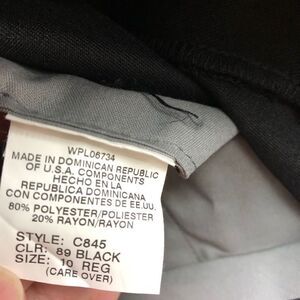 WPL06734
MADE IN DOMINICAN REPUBLIC
OF U.S.A. COMPONENTS
HECHO EN LA
REPUBLICA DOMINICANA
CON COMPONENTES DE EE.UU.
80% POLYESTER/POLIESTER
20% RAYON/RAYON
STYLE: C845
CLR: 89 BLACK
SIZE: 10 REG
(CARE OVER)